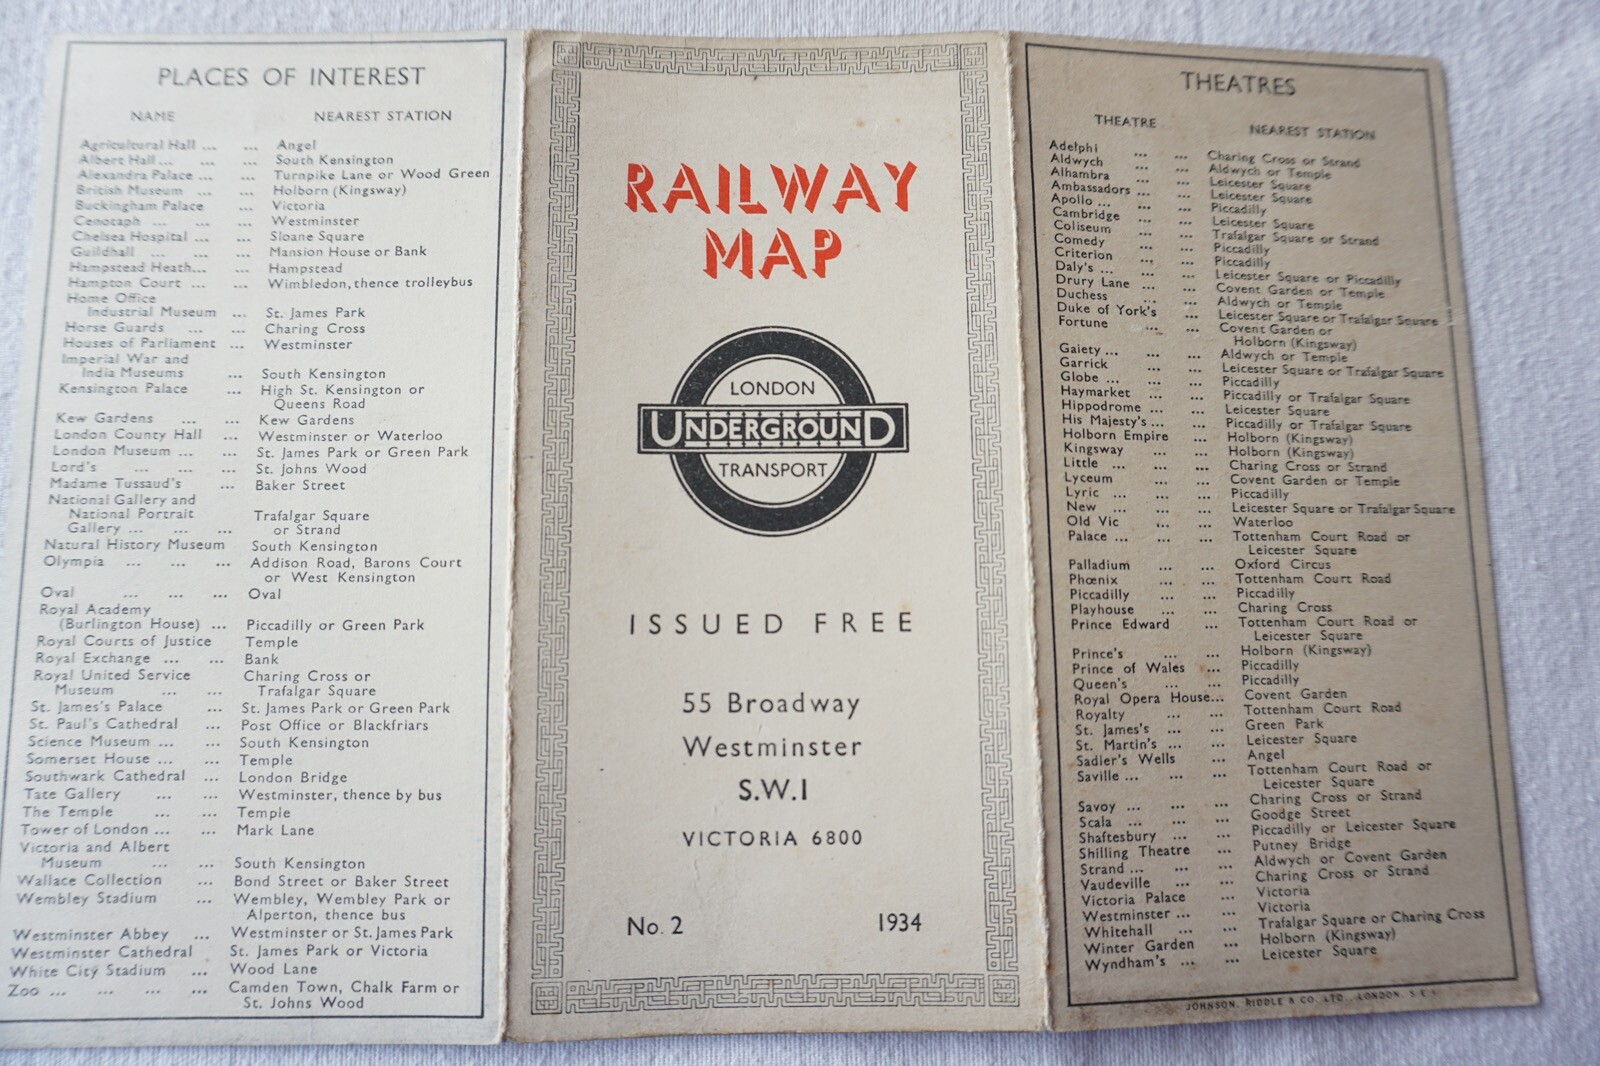 PLACES OF INTEREST
NAME NEAREST STATION
Agricultural Hall ... ... Angel
Albert Hall ... ... ... South Kensington
Alexandra Palace ... ... Turnpike Lane or Wood Green
British Museum ... ... Holborn (Kingsway)
Buckingham Palace ... Victoria
Cenotaph ... ... ... Westminster
Chelsea Hospital ... ... Sloane Square
Guildhall ... ... ... Mansion House or Bank
Hampstead Heath... ... Hampstead
Hampton Court ... ... Wimbledon, thence trolleybus
Home Office
Industrial Museum ... St. James Park
Horse Guards ... ... Charing Cross
Houses of Parliament ... Westminster
Imperial War and
India Museums ... South Kensington
Kensington Palace ... High St. Kensington or
Queens Road
Kew Gardens ... ... Kew Gardens
London County Hall ... Westminster or Waterloo
London Museum ... ... St. James Park or Green Park
Lord's ... ... ... St. Johns Wood
Madame Tussaud's ... Baker Street
National Gallery and
National Portrait Trafalgar Square
Gallery ... ... ... or Strand
Natural History Museum South Kensington
Olympia ... ... ... Addison Road, Barons Court
or West Kensington
Oval ... ... ... Oval
Royal Academy
(Burlington House) ... Piccadilly or Green Park
Royal Courts of Justice Temple
Royal Exchange ... ... Bank
Royal United Service Charing Cross or
Museum ... ... Trafalgar Square
St. James's Palace ... St. James Park or Green Park
St. Paul's Cathedral ... Post Office or Blackfriars
Science Museum ... ... South Kensington
Somerset House ... ... Temple
Southwark Cathedral ... London Bridge
Tate Gallery ... ... Westminster, thence by bus
The Temple ... ... Temple
Tower of London ... ... Mark Lane
Victoria and Albert
Museum ... ... South Kensington
Wallace Collection ... Bond Street or Baker Street
Wembley Stadium ... Wembley, Wembley Park or
Alperton, thence bus
Westminster Abbey ... Westminster or St. James Park
Westminster Cathedral St. James Park or Victoria
White City Stadium ... Wood Lane
Zoo ... ... ... ... Camden Town, Chalk Farm or
St. Johns Wood
RAILWAY
MAP
LONDON
UNDERGROUND
TRANSPORT
ISSUED FREE
55 Broadway
Westminster
S.W.1
VICTORIA 6800
No. 2 1934
THEATRES
THEATRE NEAREST STATION
Adelphi ... ... Charing Cross or Strand
Aldwych ... ... Aldwych or Temple
Alhambra ... ... Leicester Square
Ambassadors ... ... Leicester Square
Apollo ... ... ... Piccadilly
Cambridge ... ... Leicester Square
Coliseum ... ... Trafalgar Square or Strand
Comedy ... ... Piccadilly
Criterion ... ... Piccadilly
Daly's ... ... ... Leicester Square or Piccadilly
Drury Lane ... ... Covent Garden or Temple
Duchess ... ... Aldwych or Temple
Duke of York's ... Leicester Square or Trafalgar Square
Fortune ... ... Covent Garden or
Holborn (Kingsway)
Gaiety ... ... ... Aldwych or Temple
Garrick ... ... Leicester Square or Trafalgar Square
Globe ... ... ... Piccadilly
Haymarket ... ... Piccadilly or Trafalgar Square
Hippodrome ... ... Leicester Square
His Majesty's ... ... Piccadilly or Trafalgar Square
Holborn Empire ... Holborn (Kingsway)
Kingsway ... ... Holborn (Kingsway)
Little ... ... ... Charing Cross or Strand
Lyceum ... ... Covent Garden or Temple
Lyric ... ... ... Piccadilly
New ... ... ... Leicester Square or Trafalgar Square
Old Vic ... ... Waterloo
Palace ... ... ... Tottenham Court Road or
Leicester Square
Palladium ... ... Oxford Circus
Phœnix ... ... Tottenham Court Road
Piccadilly ... ... Piccadilly
Playhouse ... ... Charing Cross
Prince Edward ... Tottenham Court Road or
Leicester Square
Prince's ... ... Holborn (Kingsway)
Prince of Wales ... Piccadilly
Queen's ... ... Piccadilly
Royal Opera House... Covent Garden
Royalty ... ... Tottenham Court Road
St. James's ... ... Green Park
St. Martin's ... ... Leicester Square
Sadler's Wells ... Angel
Saville ... ... ... Tottenham Court Road or
Leicester Square
Savoy ... ... ... Charing Cross or Strand
Scala ... ... ... Goodge Street
Shaftesbury ... ... Piccadilly or Leicester Square
Shilling Theatre ... Putney Bridge
Strand ... ... ... Aldwych or Covent Garden
Vaudeville ... ... Charing Cross or Strand
Victoria Palace ... Victoria
Westminster ... ... Victoria
Whitehall ... ... Trafalgar Square or Charing Cross
Winter Garden ... Holborn (Kingsway)
Wyndham's ... ... Leicester Square
JOHNSON, RIDDLE & CO. LTD., LONDON, S.E.1